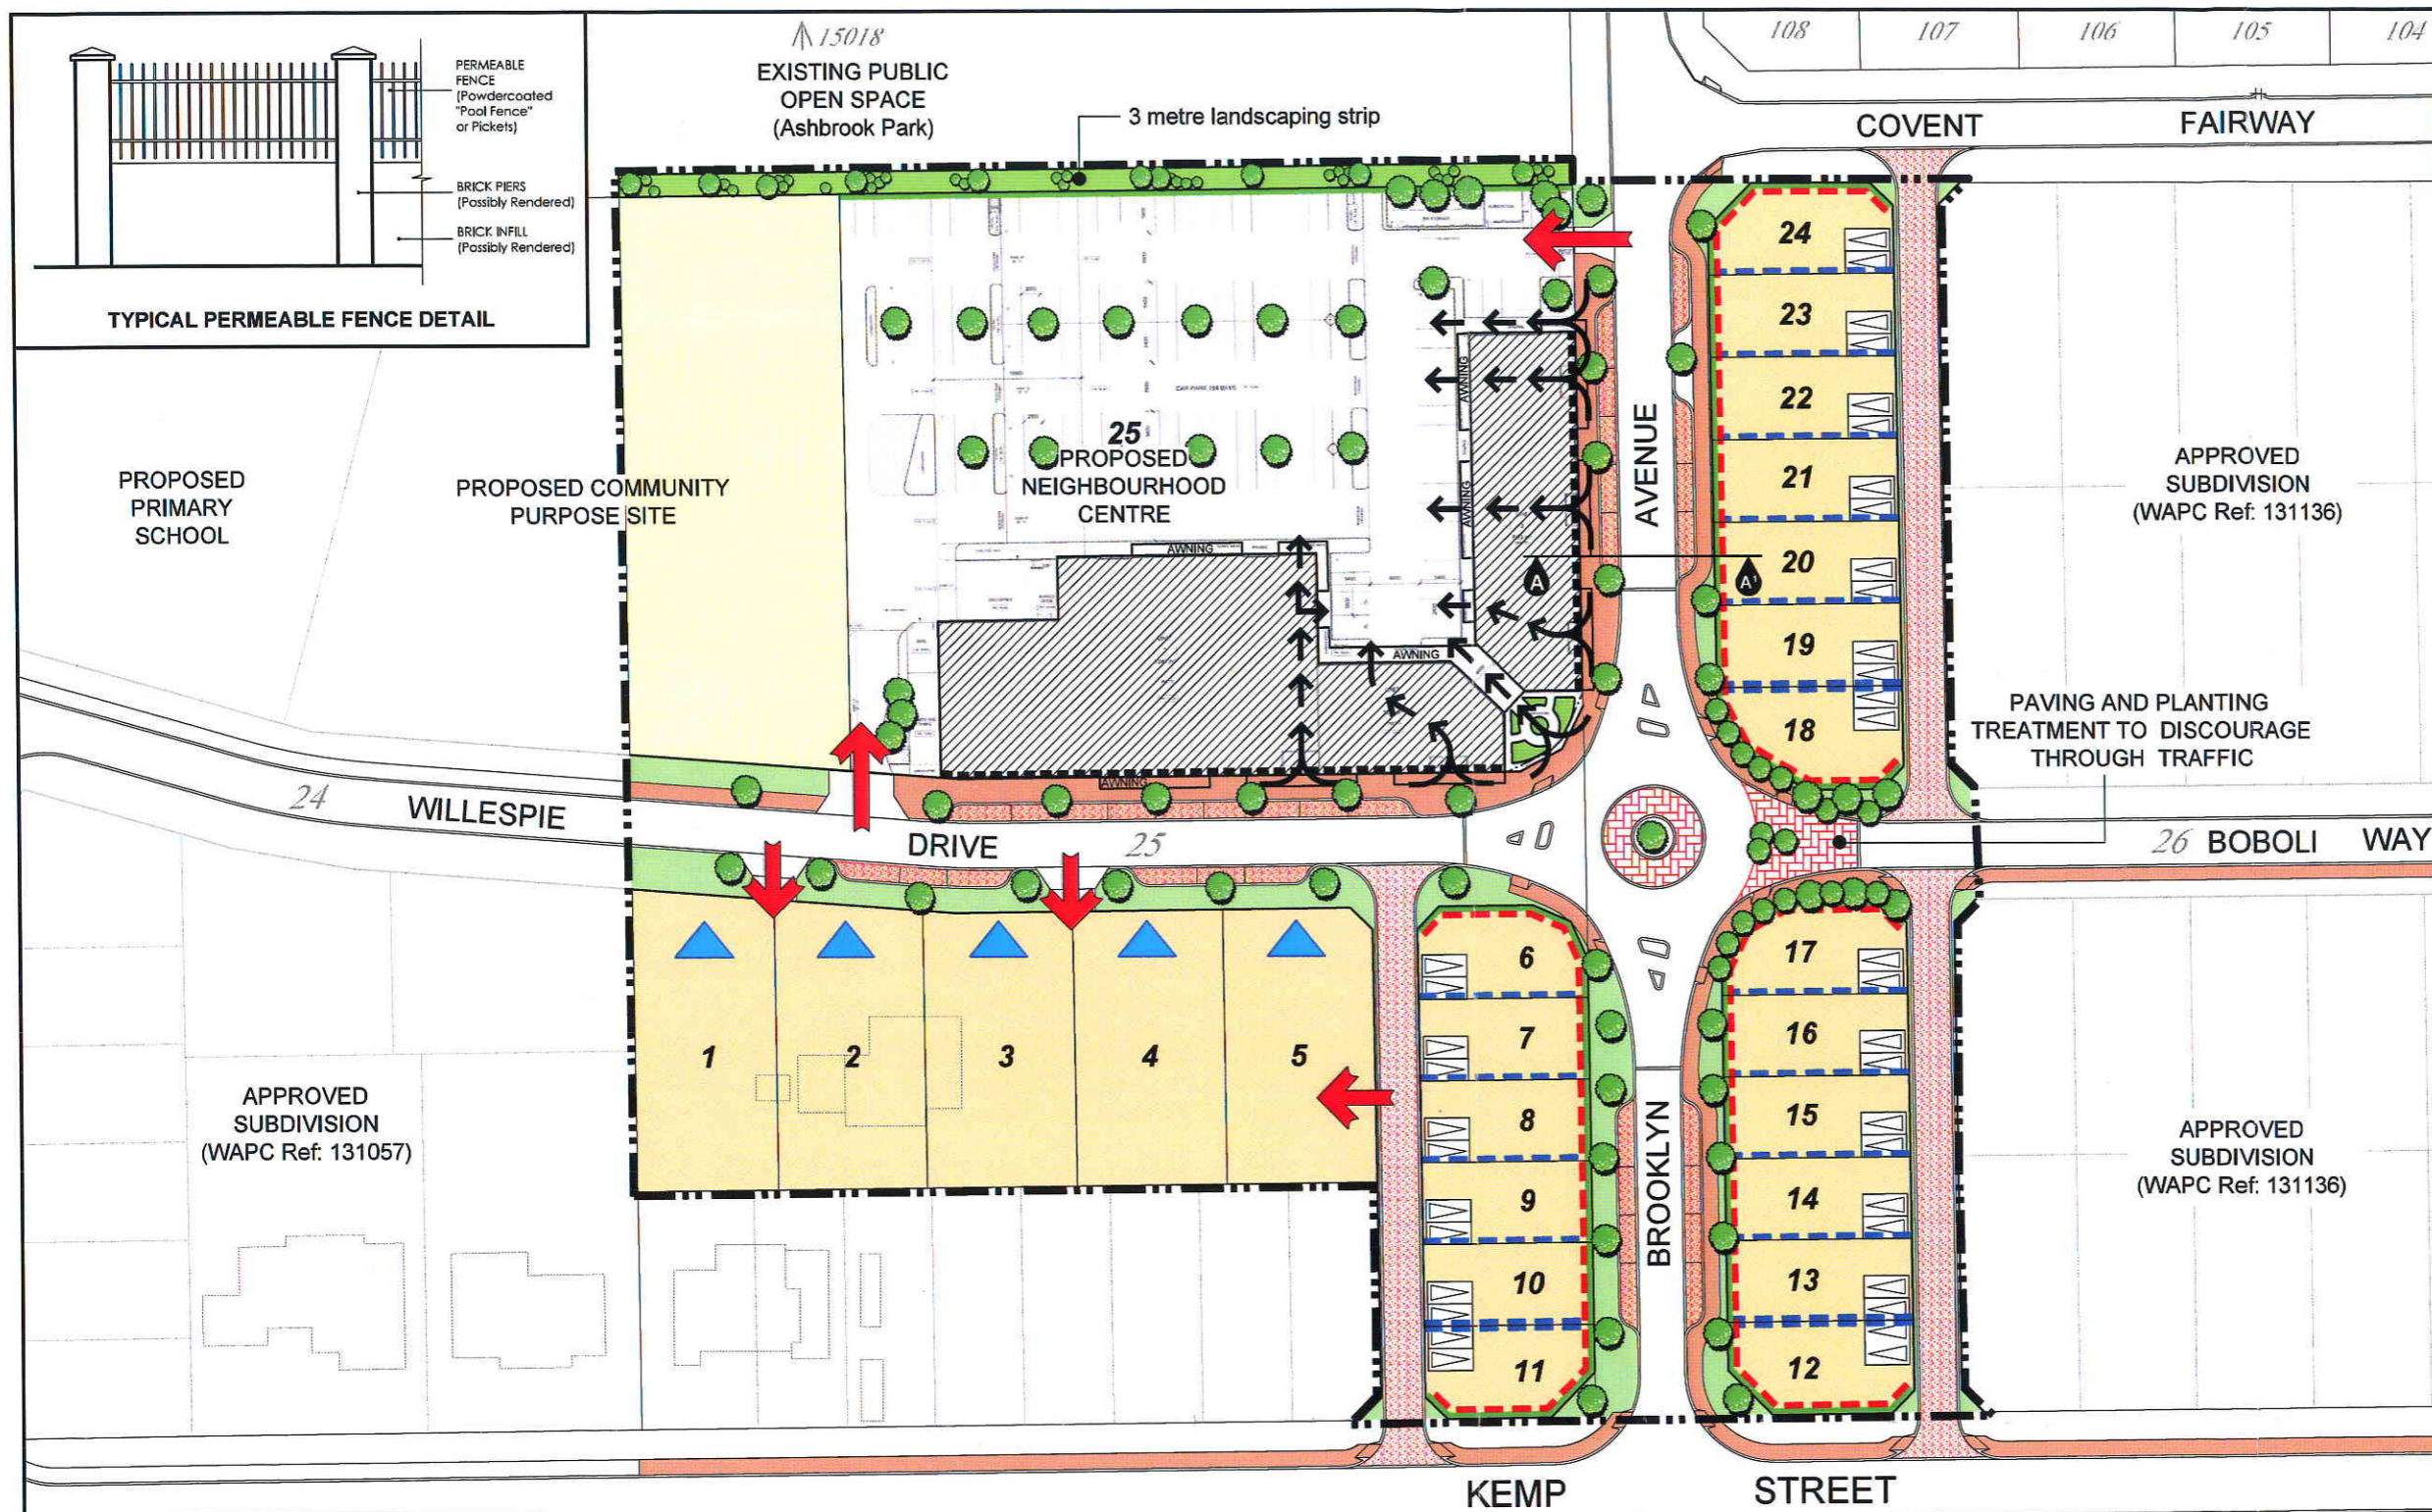 PERMEABLE
FENCE
(Powdercoated
"Pool Fence"
or Pickets)
BRICK PIERS
(Possibly Rendered)
BRICK INFILL
(Possibly Rendered)
TYPICAL PERMEABLE FENCE DETAIL
15018
EXISTING PUBLIC
OPEN SPACE
(Ashbrook Park)
3 metre landscaping strip
108
107
106
105
104
COVENT FAIRWAY
24
23
22
21
20
19
18
AVENUE
APPROVED
SUBDIVISION
(WAPC Ref: 131136)
PROPOSED
PRIMARY
SCHOOL
PROPOSED COMMUNITY
PURPOSE SITE
CAR PARK
25
PROPOSED
NEIGHBOURHOOD
CENTRE
AWNING
AWNING
AWNING
AWNING
AWNING
A
A¹
PAVING AND PLANTING
TREATMENT TO DISCOURAGE
THROUGH TRAFFIC
24
WILLESPIE
DRIVE
25
26 BOBOLI WAY
1
2
3
4
5
6
7
8
9
10
11
17
16
15
14
13
12
BROOKLYN
APPROVED
SUBDIVISION
(WAPC Ref: 131057)
APPROVED
SUBDIVISION
(WAPC Ref: 131136)
KEMP STREET